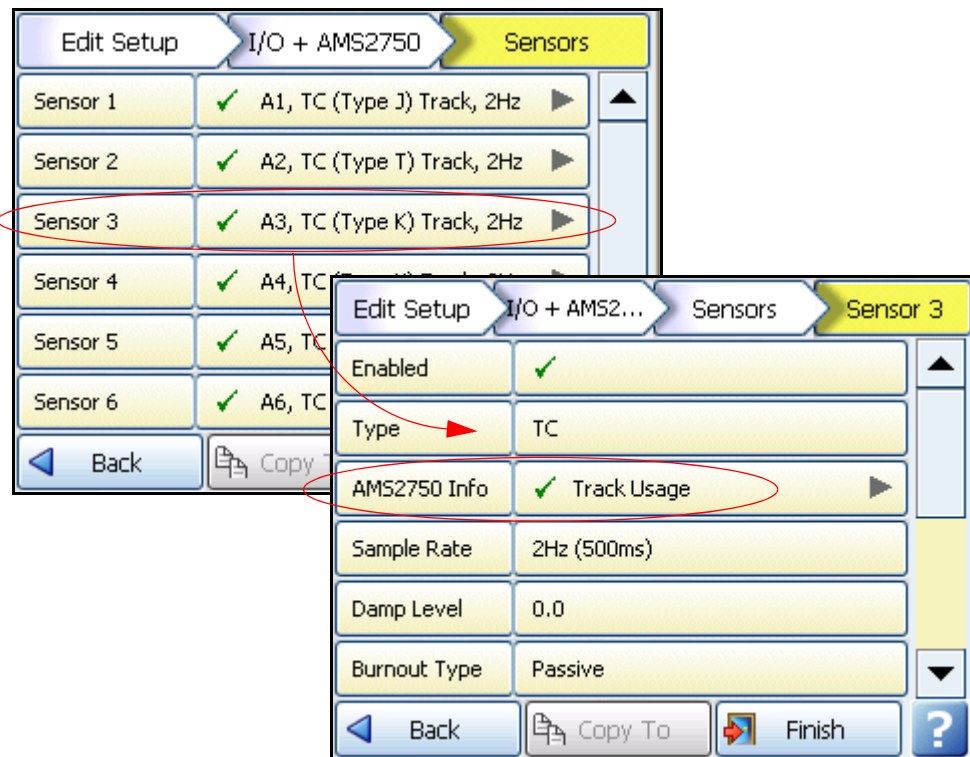 Edit Setup I/O + AMS2750 Sensors
Sensor 1 A1, TC (Type J) Track, 2Hz
Sensor 2 A2, TC (Type T) Track, 2Hz
Sensor 3 A3, TC (Type K) Track, 2Hz
Sensor 4 A4, TC
Sensor 5 A5, TC
Sensor 6 A6, TC
Back Copy
Edit Setup I/O + AMS2... Sensors Sensor 3
Enabled
Type TC
AMS2750 Info Track Usage
Sample Rate 2Hz (500ms)
Damp Level 0.0
Burnout Type Passive
Back Copy To Finish ?